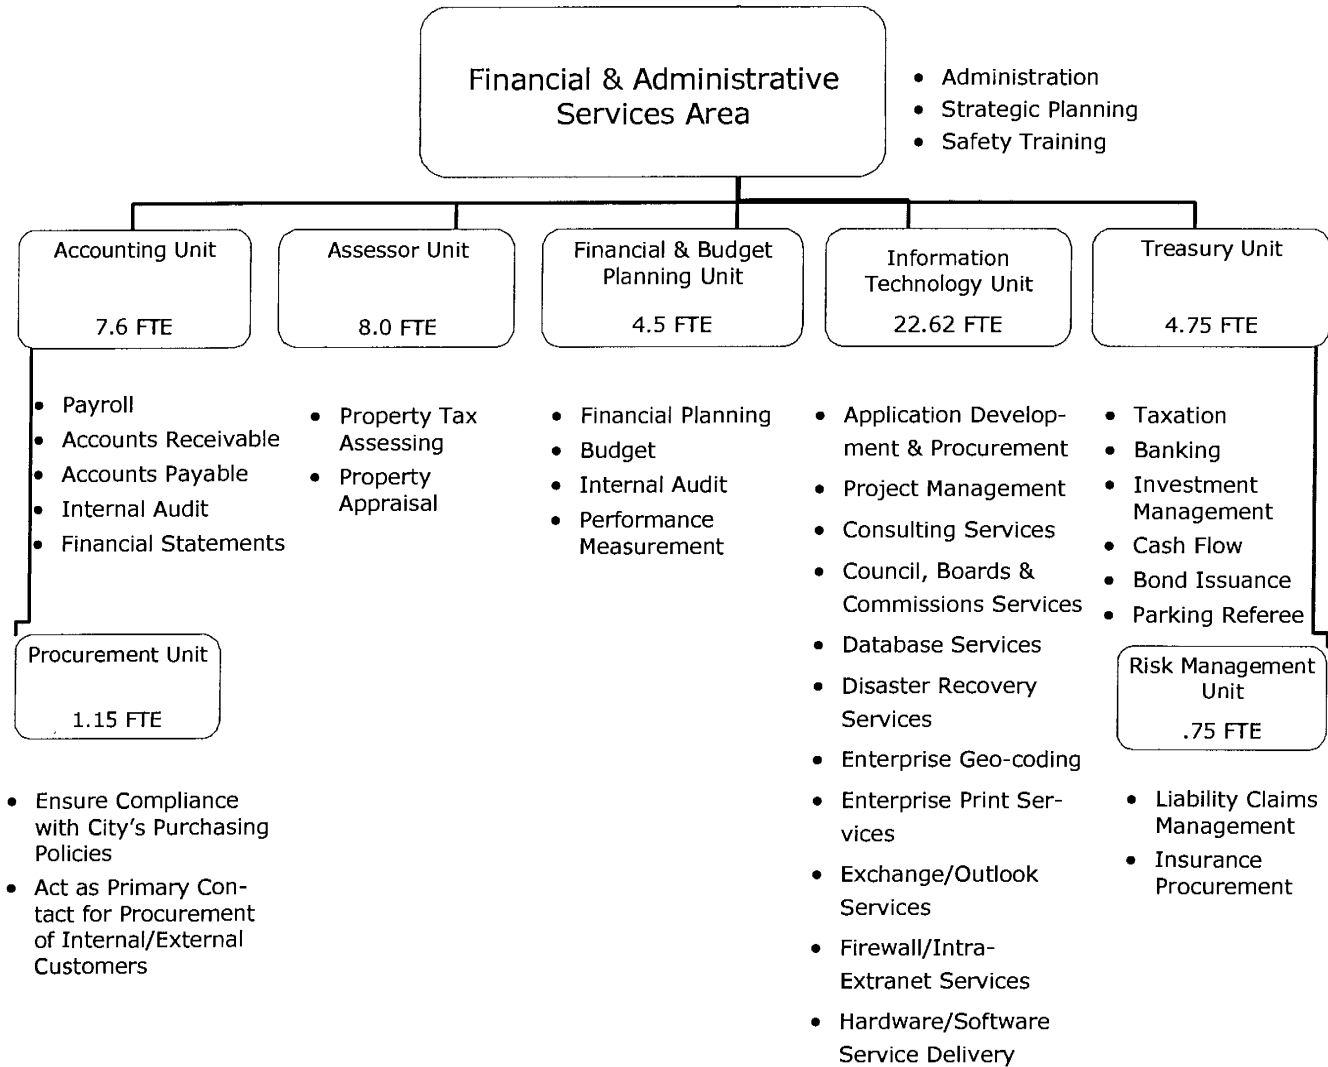 Financial & Administrative
Services Area
• Administration
• Strategic Planning
• Safety Training
Accounting Unit
7.6 FTE
Assessor Unit
8.0 FTE
Financial & Budget
Planning Unit
4.5 FTE
Information
Technology Unit
22.62 FTE
Treasury Unit
4.75 FTE
• Payroll
• Accounts Receivable
• Accounts Payable
• Internal Audit
• Financial Statements
• Property Tax
Assessing
• Property
Appraisal
• Financial Planning
• Budget
• Internal Audit
• Performance
Measurement
• Application Develop-
ment & Procurement
• Project Management
• Consulting Services
• Council, Boards &
Commissions Services
• Database Services
• Disaster Recovery
Services
• Enterprise Geo-coding
• Enterprise Print Ser-
vices
• Exchange/Outlook
Services
• Firewall/Intra-
Extranet Services
• Hardware/Software
Service Delivery
• Taxation
• Banking
• Investment
Management
• Cash Flow
• Bond Issuance
• Parking Referee
Procurement Unit
1.15 FTE
• Ensure Compliance
with City's Purchasing
Policies
• Act as Primary Con-
tact for Procurement
of Internal/External
Customers
Risk Management
Unit
.75 FTE
• Liability Claims
Management
• Insurance
Procurement